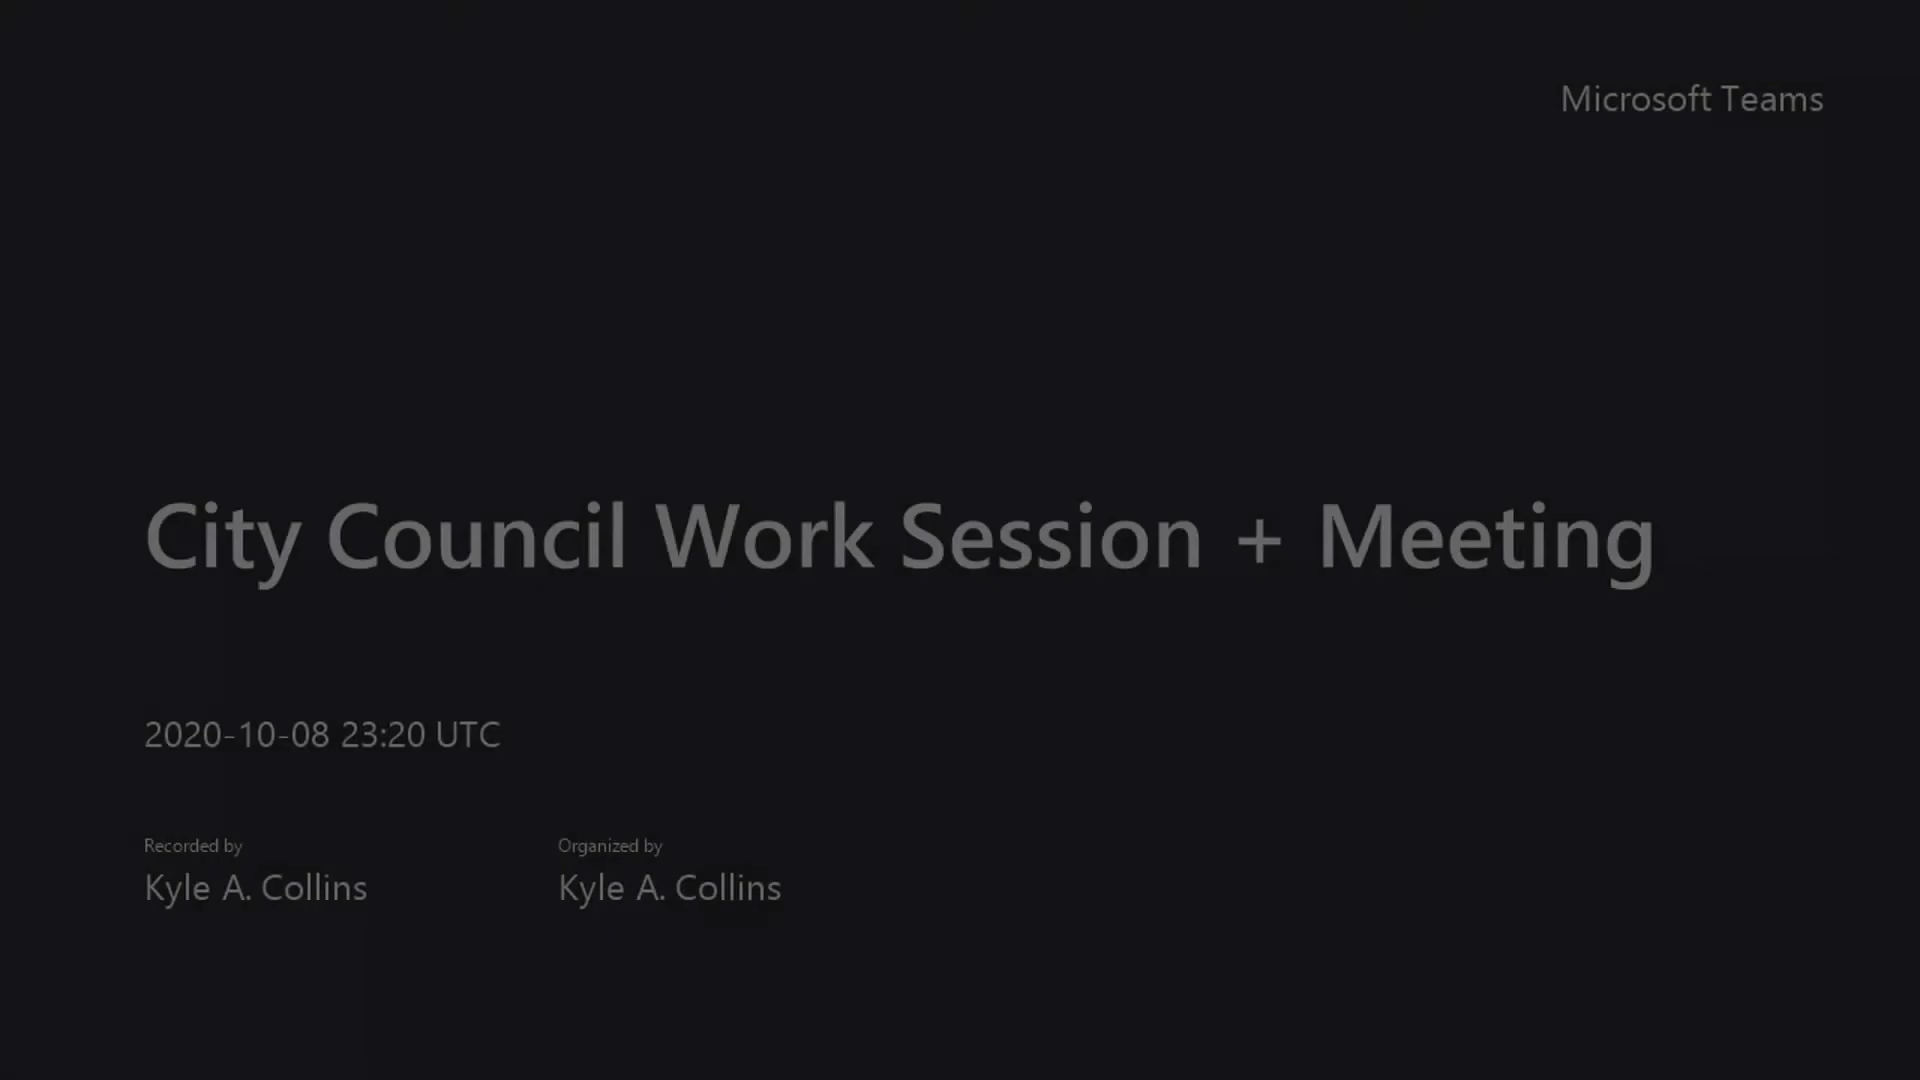 Microsoft Teams
City Council Work Session + Meeting
2020-10-08 23:20 UTC
Recorded by
Kyle A. Collins
Organized by
Kyle A. Collins